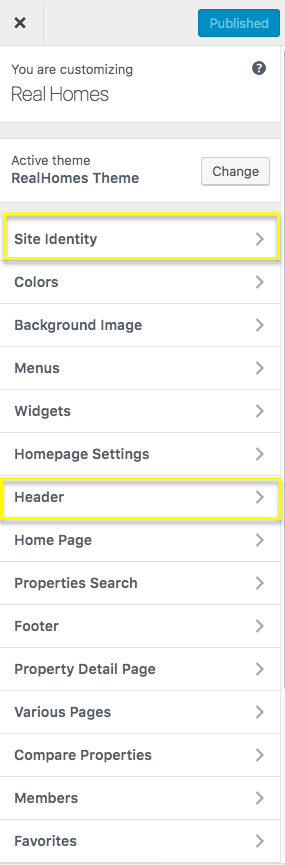 Published
You are customizing
Real Homes
Active theme
RealHomes Theme
Change
Site Identity
Colors
Background Image
Menus
Widgets
Homepage Settings
Header
Home Page
Properties Search
Footer
Property Detail Page
Various Pages
Compare Properties
Members
Favorites